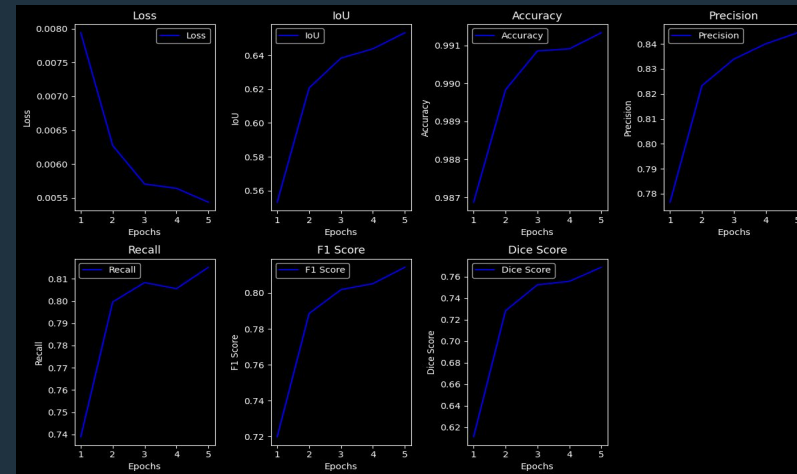 Loss
0.0080
0.0075
0.0070
0.0065
0.0060
0.0055
Loss
Loss
1 2 3 4 5
Epochs
IoU
0.64
0.62
0.60
0.58
0.56
IoU
IoU
1 2 3 4 5
Epochs
Accuracy
0.991
0.990
0.989
0.988
0.987
Accuracy
Accuracy
1 2 3 4 5
Epochs
Precision
0.84
0.83
0.82
0.81
0.80
0.79
0.78
Precision
Precision
1 2 3 4 5
Epochs
Recall
0.81
0.80
0.79
0.78
0.77
0.76
0.75
0.74
Recall
Recall
1 2 3 4 5
Epochs
F1 Score
0.80
0.78
0.76
0.74
0.72
F1 Score
F1 Score
1 2 3 4 5
Epochs
Dice Score
0.76
0.74
0.72
0.70
0.68
0.66
0.64
0.62
Dice Score
Dice Score
1 2 3 4 5
Epochs